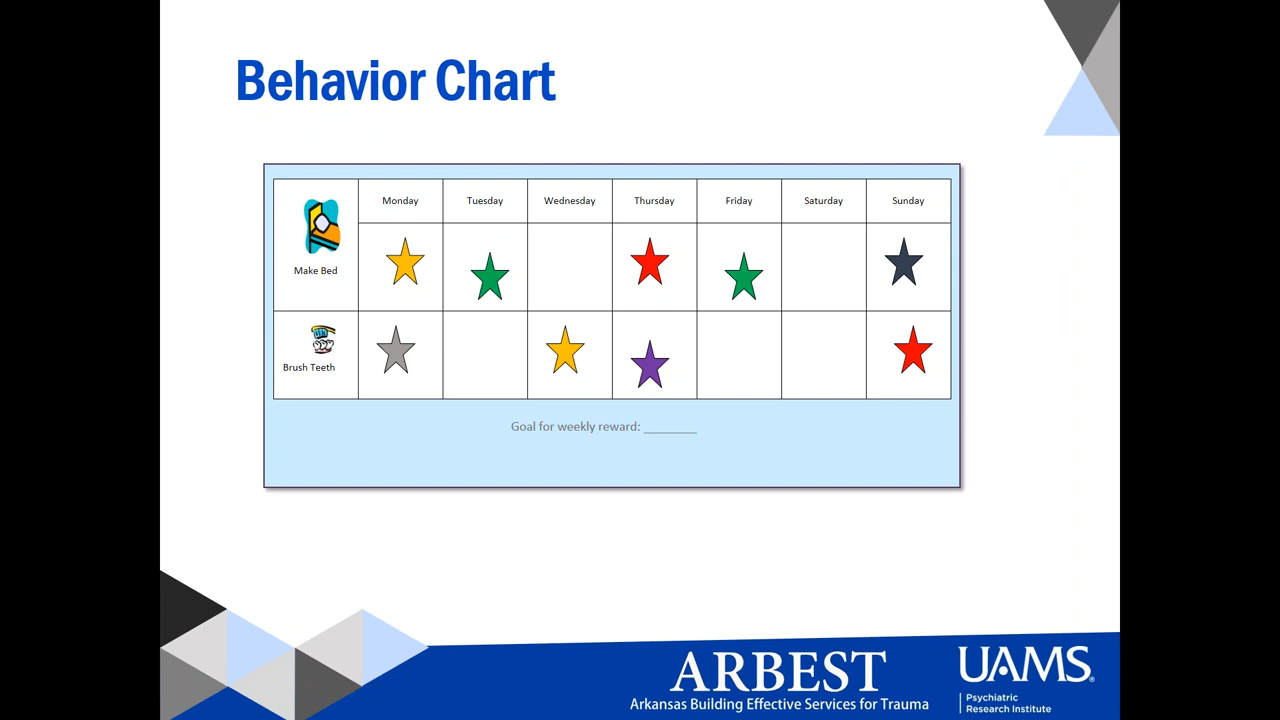 Behavior Chart
Monday Tuesday Wednesday Thursday Friday Saturday Sunday
Make Bed
Brush Teeth
Goal for weekly reward: ________
ARBEST
Arkansas Building Effective Services for Trauma
UAMS®
Psychiatric
Research Institute